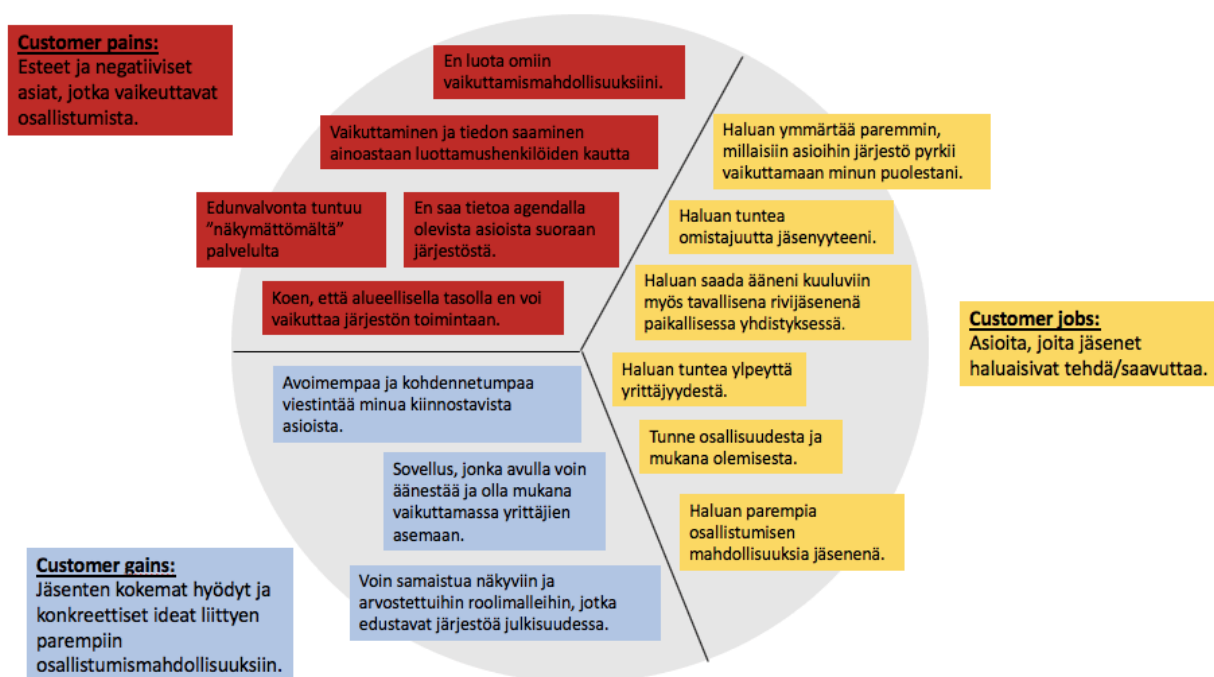 Customer pains:
Esteet ja negatiiviset
asiat, jotka vaikeuttavat
osallistumista.
En luota omiin
vaikuttamismahdollisuuksiini.
Vaikuttaminen ja tiedon saaminen
ainoastaan luottamushenkilöiden kautta
Edunvalvonta tuntuu
”näkymättömältä”
palvelulta
En saa tietoa agendalla
olevista asioista suoraan
järjestöstä.
Koen, että alueellisella tasolla en voi
vaikuttaa järjestön toimintaan.
Haluan ymmärtää paremmin,
millaisiin asioihin järjestö pyrkii
vaikuttamaan minun puolestani.
Haluan tuntea
omistajuutta jäsenyyteeni.
Haluan saada ääneni kuuluviin
myös tavallisena rivijäsenenä
paikallisessa yhdistyksessä.
Haluan tuntea ylpeyttä
yrittäjyydestä.
Tunne osallisuudesta ja
mukana olemisesta.
Haluan parempia
osallistumisen
mahdollisuuksia jäsenenä.
Customer jobs:
Asioita, joita jäsenet
haluaisivat tehdä/saavuttaa.
Avoimempaa ja kohdennetumpaa
viestintää minua kiinnostavista
asioista.
Sovellus, jonka avulla voin
äänestää ja olla mukana
vaikuttamassa yrittäjien
asemaan.
Voin samaistua näkyviin ja
arvostettuihin roolimalleihin, jotka
edustavat järjestöä julkisuudessa.
Customer gains:
Jäsenten kokemat hyödyt ja
konkreettiset ideat liittyen
parempiin
osallistumismahdollisuuksiin.